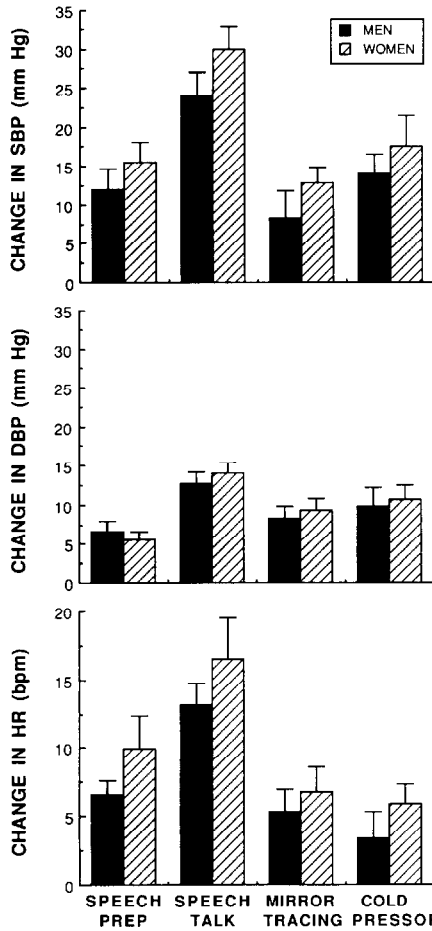 CHANGE IN SBP (mm Hg)
35
30
25
20
15
10
5
0
MEN
WOMEN
CHANGE IN DBP (mm Hg)
35
30
25
20
15
10
5
0
CHANGE IN HR (bpm)
20
15
10
5
0
SPEECH PREP
SPEECH TALK
MIRROR TRACING
COLD PRESSOR